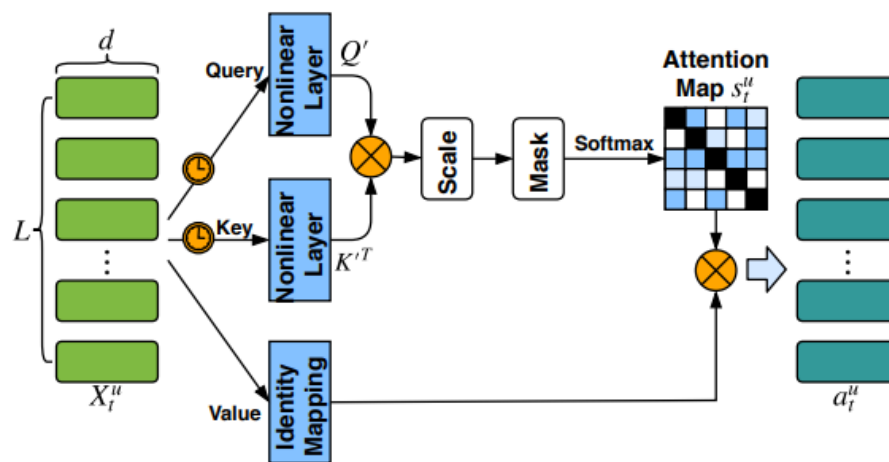 d
L
X_t^u
Query
Key
Value
Nonlinear
Layer
Q′
Nonlinear
Layer
K′^T
Identity
Mapping
Scale
Mask
Softmax
Attention
Map s_t^u
a_t^u